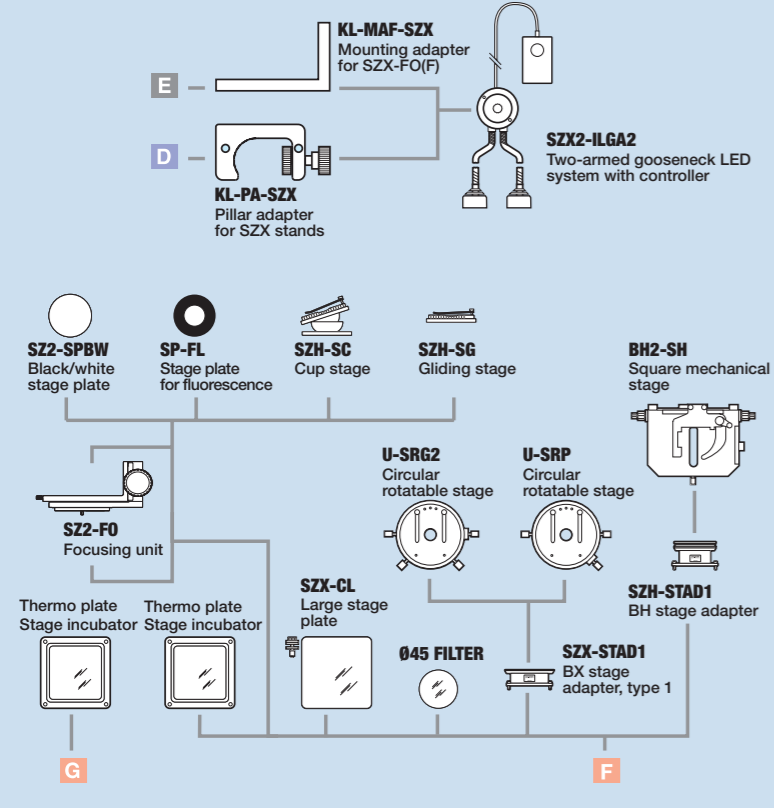 KL-MAF-SZX
Mounting adapter
for SZX-FO(F)
E
SZX2-ILGA2
Two-armed gooseneck LED
system with controller
D
KL-PA-SZX
Pillar adapter
for SZX stands
SZ2-SPBW
Black/white
stage plate
SP-FL
Stage plate
for fluorescence
SZH-SC
Cup stage
SZH-SG
Gliding stage
BH2-SH
Square mechanical
stage
U-SRG2
Circular
rotatable stage
U-SRP
Circular
rotatable stage
SZ2-FO
Focusing unit
SZX-CL
Large stage
plate
SZH-STAD1
BH stage adapter
Thermo plate
Stage incubator
Thermo plate
Stage incubator
Ø45 FILTER
SZX-STAD1
BX stage
adapter, type 1
G
F